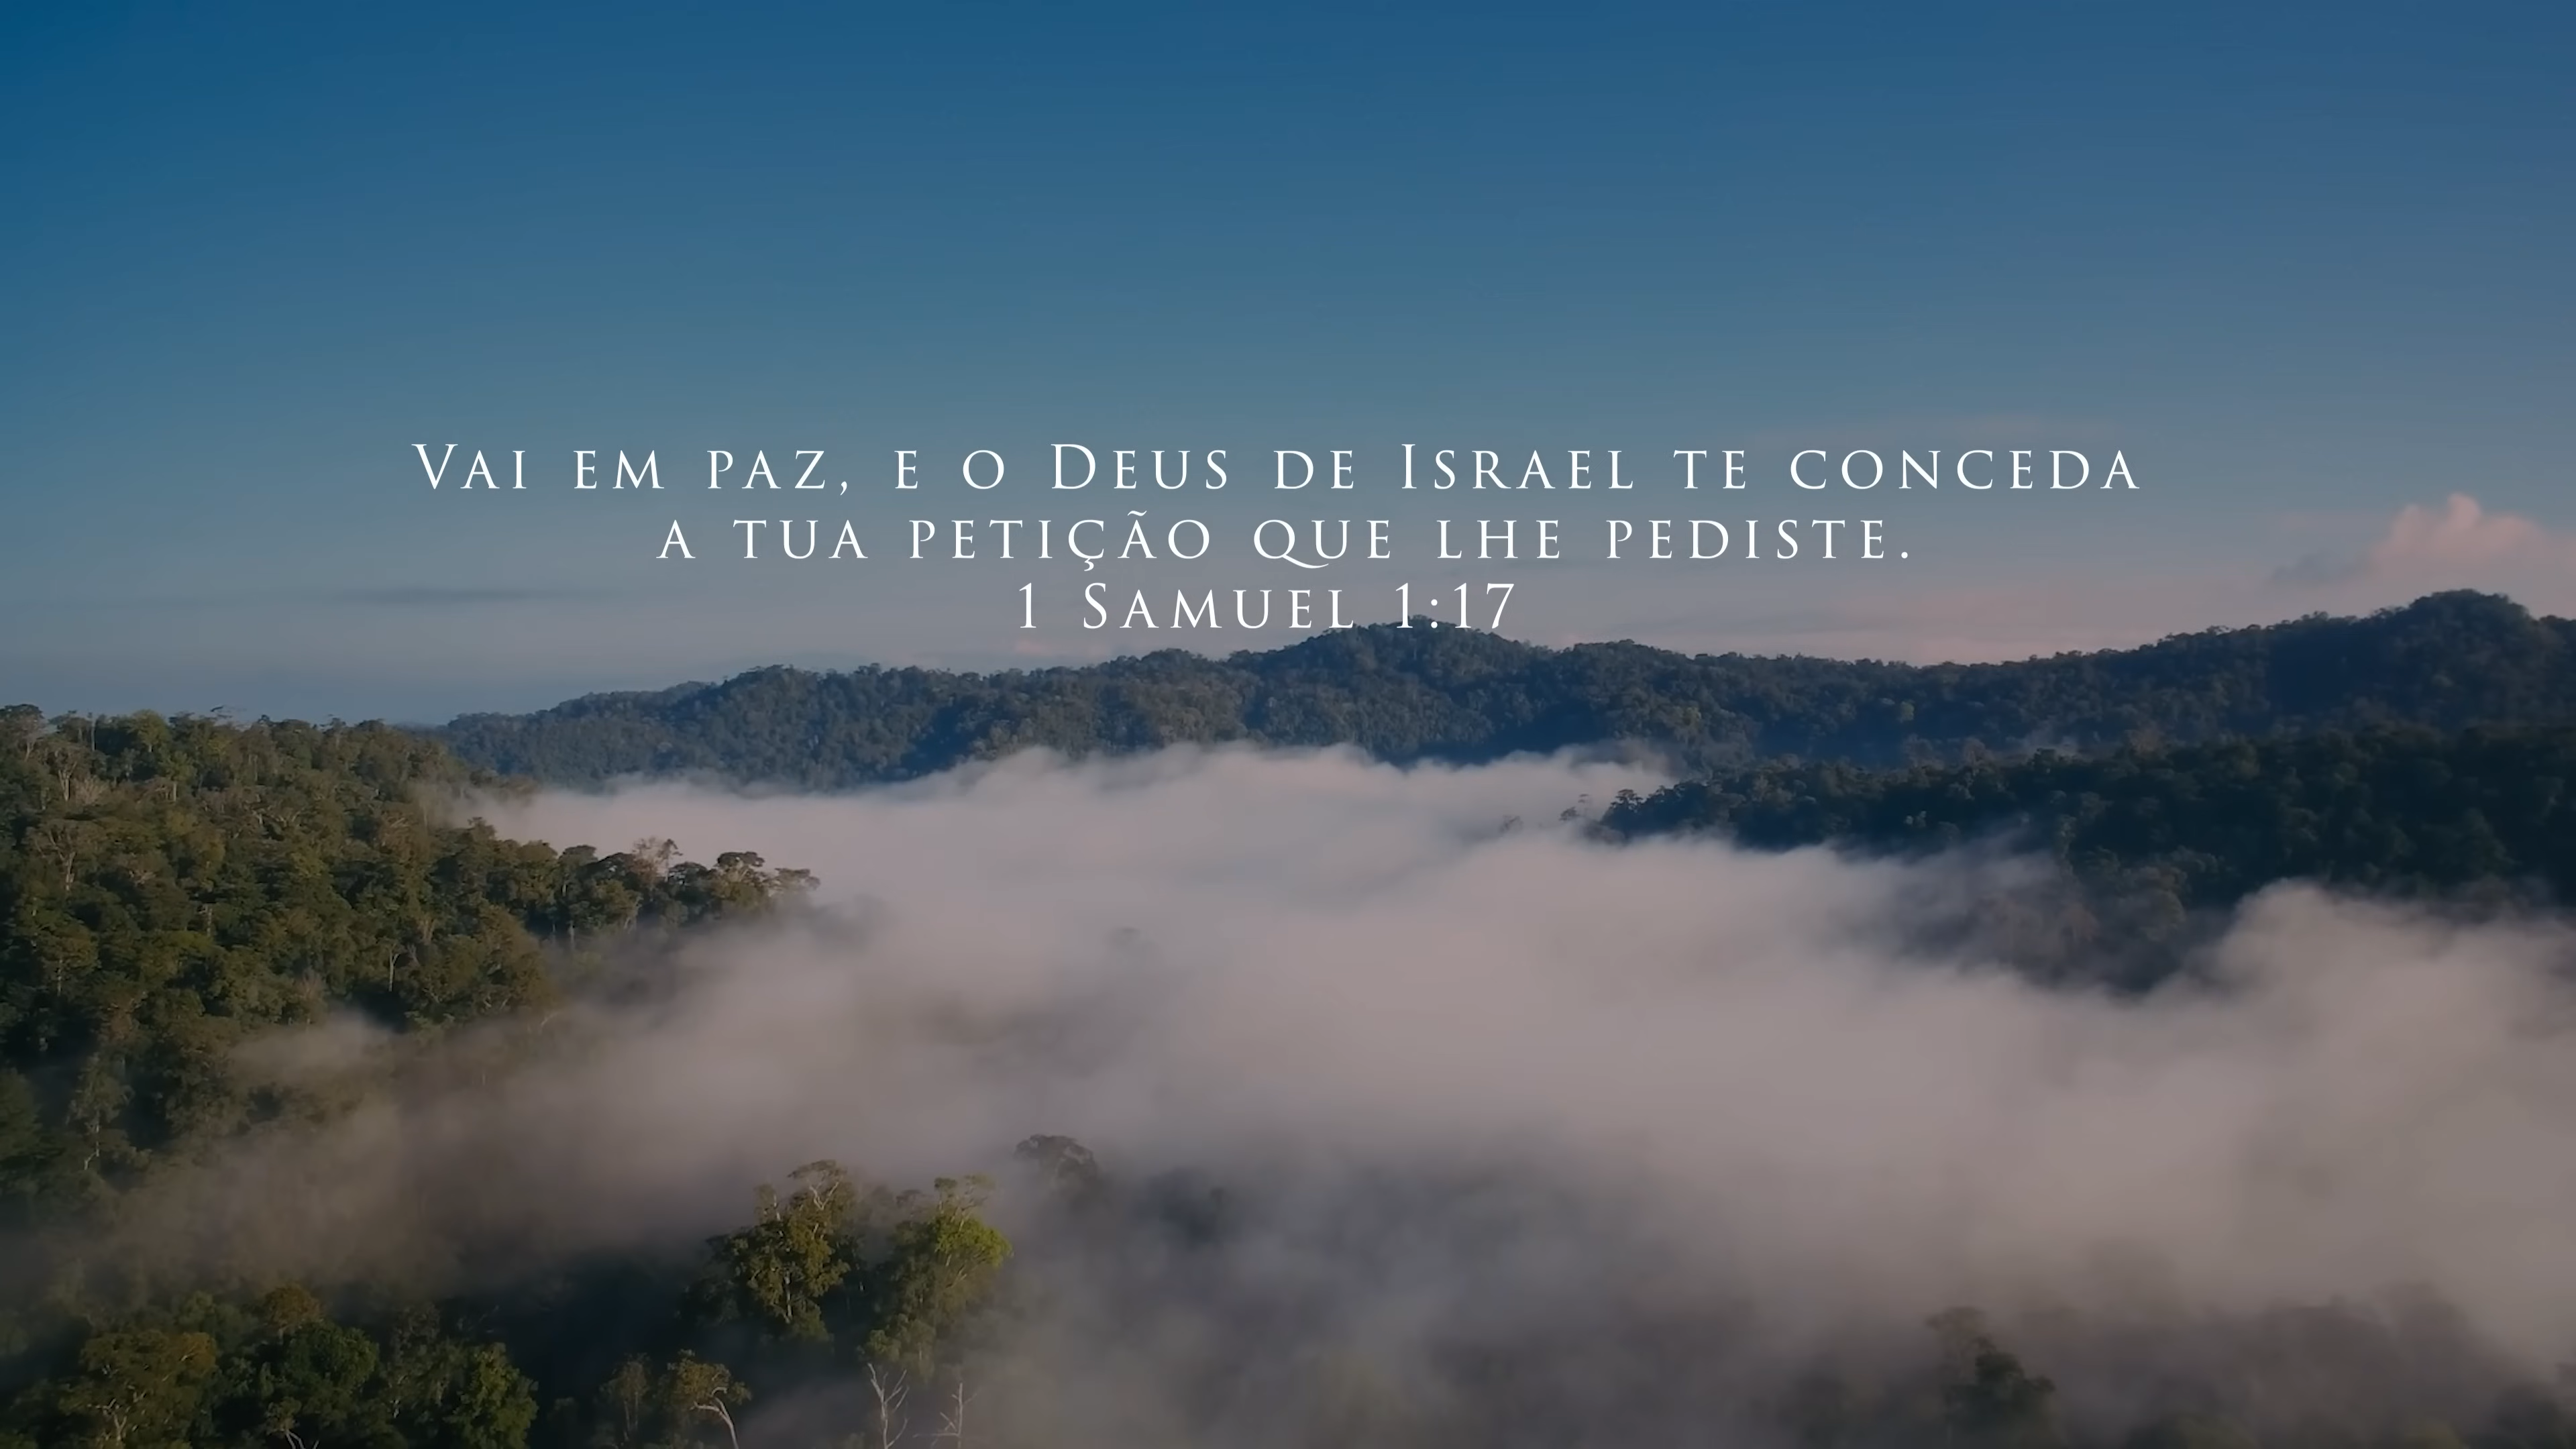 Vai em paz, e o Deus de Israel te conceda
a tua petição que lhe pediste.
1 Samuel 1:17